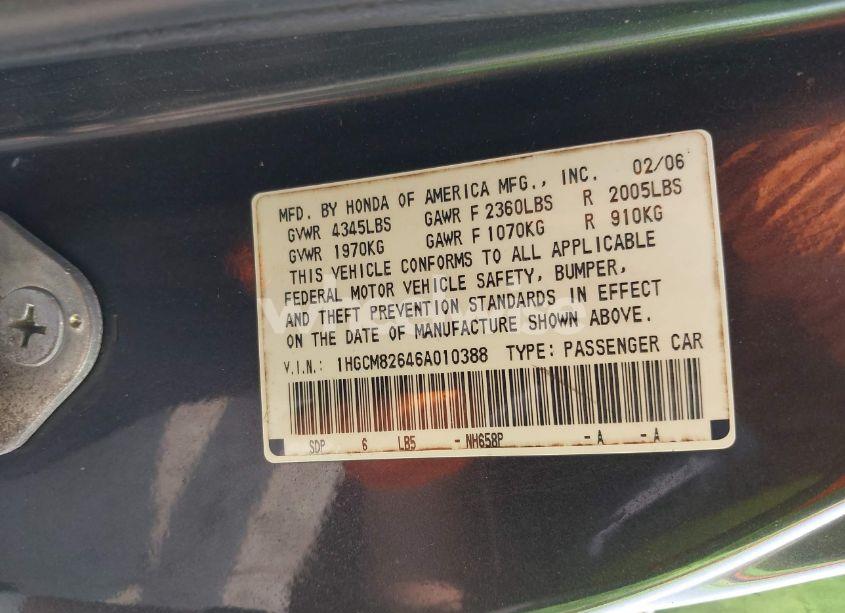 MFD. BY HONDA OF AMERICA MFG., INC. 02/06
GVWR 4345LBS GAWR F 2360LBS R 2005LBS
GVWR 1970KG GAWR F 1070KG R 910KG
THIS VEHICLE CONFORMS TO ALL APPLICABLE
FEDERAL MOTOR VEHICLE SAFETY, BUMPER,
AND THEFT PREVENTION STANDARDS IN EFFECT
ON THE DATE OF MANUFACTURE SHOWN ABOVE.
V.I.N.: 1HGCM82646A010388 TYPE: PASSENGER CAR
SDP 6 LB5 -NH658P -A -A